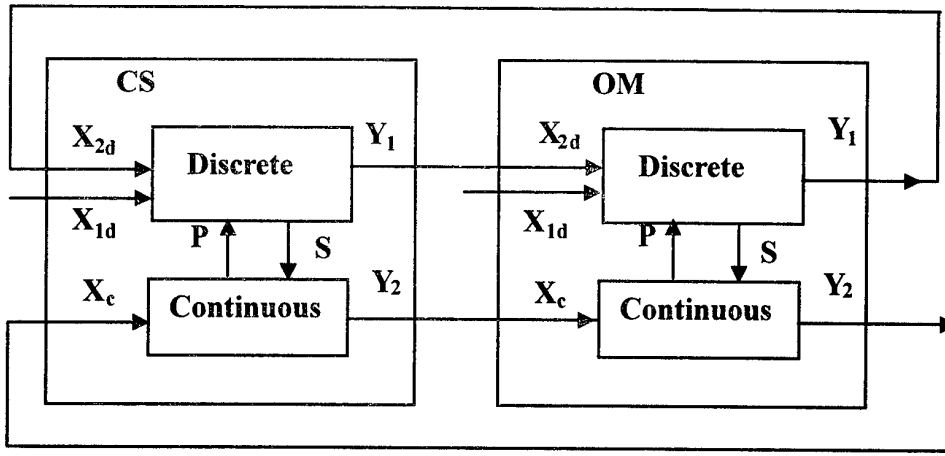 CS
OM
X2d
Y1
X2d
Y1
Discrete
Discrete
X1d
X1d
P
S
P
S
Xc
Y2
Xc
Y2
Continuous
Continuous